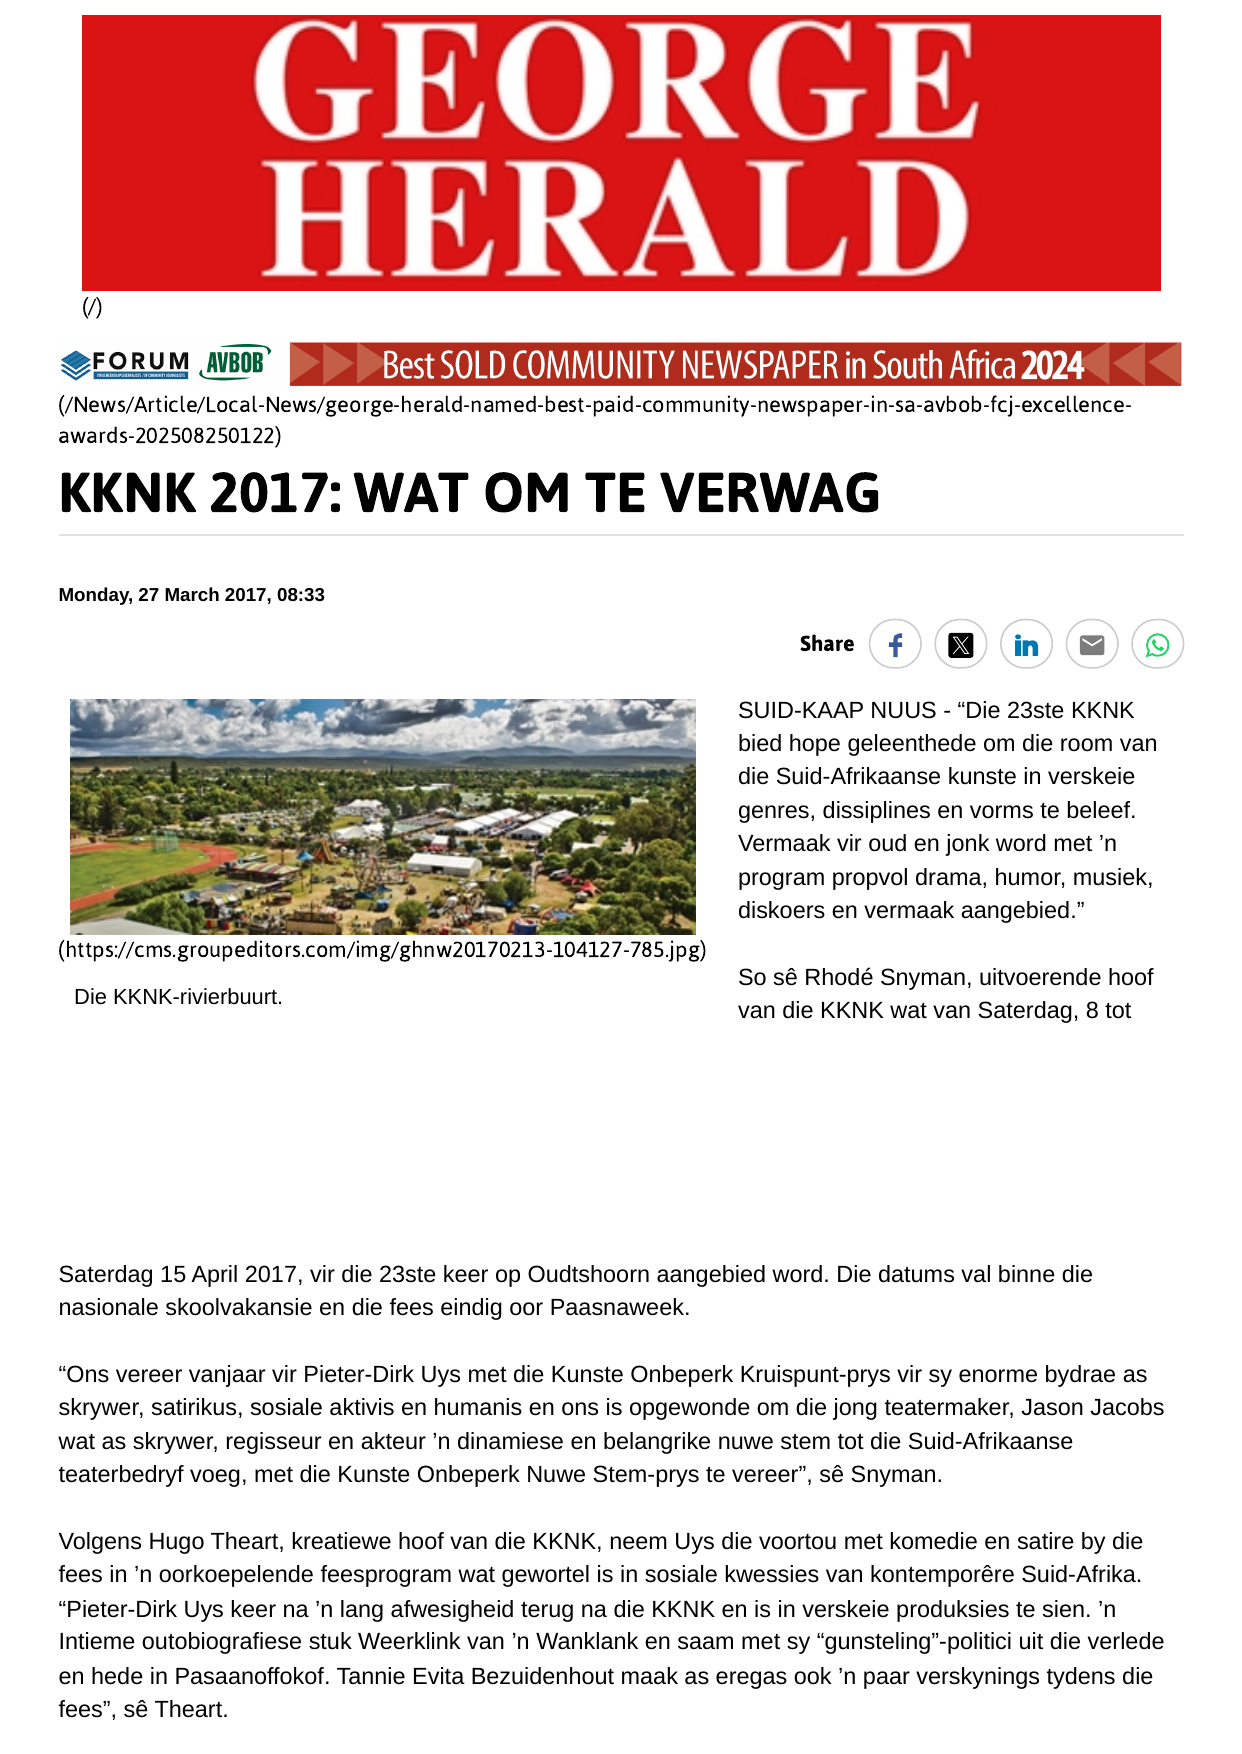 GEORGE
HERALD
(/)
FORUM AVBOB Best SOLD COMMUNITY NEWSPAPER in South Africa 2024
(/News/Article/Local-News/george-herald-named-best-paid-community-newspaper-in-sa-avbob-fcj-excellence-
awards-202508250122)
KKNK 2017: WAT OM TE VERWAG
Monday, 27 March 2017, 08:33
Share
(https://cms.groupeditors.com/img/ghnw20170213-104127-785.jpg)
Die KKNK-rivierbuurt.
SUID-KAAP NUUS - “Die 23ste KKNK
bied hope geleenthede om die room van
die Suid-Afrikaanse kunste in verskeie
genres, dissiplines en vorms te beleef.
Vermaak vir oud en jonk word met ’n
program propvol drama, humor, musiek,
diskoers en vermaak aangebied.”
So sê Rhodé Snyman, uitvoerende hoof
van die KKNK wat van Saterdag, 8 tot
Saterdag 15 April 2017, vir die 23ste keer op Oudtshoorn aangebied word. Die datums val binne die
nasionale skoolvakansie en die fees eindig oor Paasnaweek.
“Ons vereer vanjaar vir Pieter-Dirk Uys met die Kunste Onbeperk Kruispunt-prys vir sy enorme bydrae as
skrywer, satirikus, sosiale aktivis en humanis en ons is opgewonde om die jong teatermaker, Jason Jacobs
wat as skrywer, regisseur en akteur ’n dinamiese en belangrike nuwe stem tot die Suid-Afrikaanse
teaterbedryf voeg, met die Kunste Onbeperk Nuwe Stem-prys te vereer”, sê Snyman.
Volgens Hugo Theart, kreatiewe hoof van die KKNK, neem Uys die voortou met komedie en satire by die
fees in ’n oorkoepelende feesprogram wat gewortel is in sosiale kwessies van kontemporêre Suid-Afrika.
“Pieter-Dirk Uys keer na ’n lang afwesigheid terug na die KKNK en is in verskeie produksies te sien. ’n
Intieme outobiografiese stuk Weerklink van ’n Wanklank en saam met sy “gunsteling”-politici uit die verlede
en hede in Pasaanoffokof. Tannie Evita Bezuidenhout maak as eregas ook ’n paar verskynings tydens die
fees”, sê Theart.